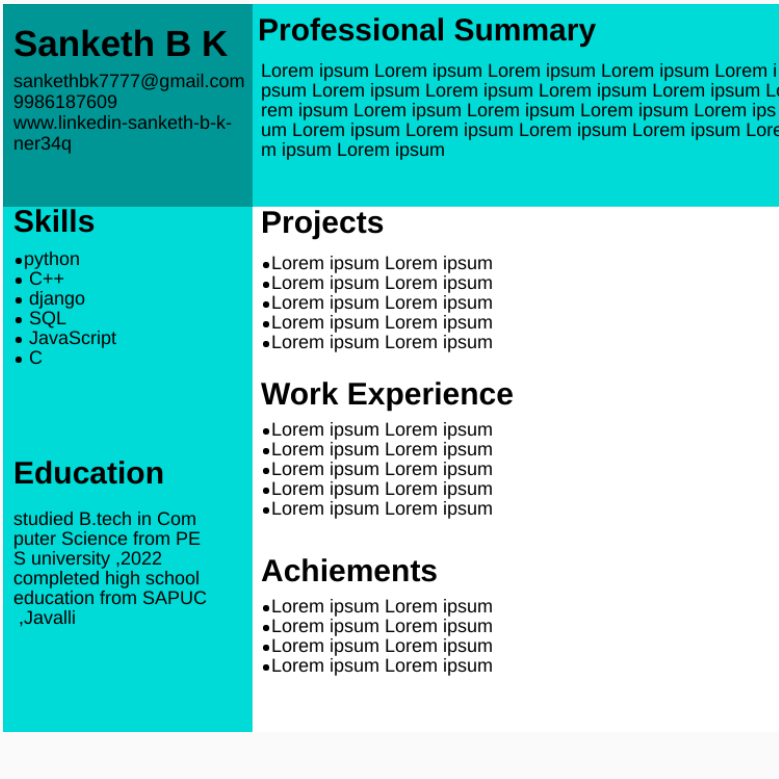 Sanketh B K
sankethbk7777@gmail.com
9986187609
www.linkedin-sanketh-b-k-
ner34q
Professional Summary
Lorem ipsum Lorem ipsum Lorem ipsum Lorem ipsum Lorem i
psum Lorem ipsum Lorem ipsum Lorem ipsum Lorem ipsum Lo
rem ipsum Lorem ipsum Lorem ipsum Lorem ipsum Lorem ips
um Lorem ipsum Lorem ipsum Lorem ipsum Lorem ipsum Lore
m ipsum Lorem ipsum
Skills
•python
• C++
• django
• SQL
• JavaScript
• C
Education
studied B.tech in Com
puter Science from PE
S university ,2022
completed high school
education from SAPUC
,Javalli
Projects
•Lorem ipsum Lorem ipsum
•Lorem ipsum Lorem ipsum
•Lorem ipsum Lorem ipsum
•Lorem ipsum Lorem ipsum
•Lorem ipsum Lorem ipsum
Work Experience
•Lorem ipsum Lorem ipsum
•Lorem ipsum Lorem ipsum
•Lorem ipsum Lorem ipsum
•Lorem ipsum Lorem ipsum
•Lorem ipsum Lorem ipsum
Achiements
•Lorem ipsum Lorem ipsum
•Lorem ipsum Lorem ipsum
•Lorem ipsum Lorem ipsum
•Lorem ipsum Lorem ipsum